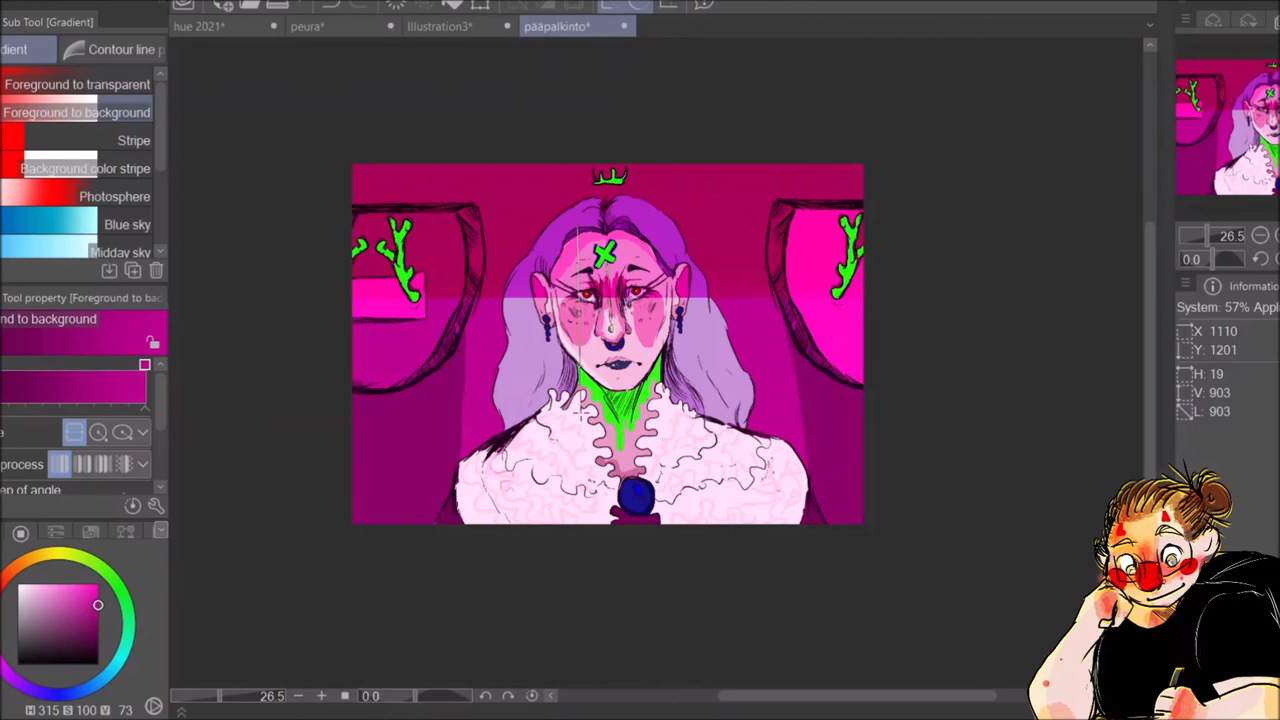 Sub Tool [Gradient]
hue 2021*
peura*
Illustration3*
pääpalkinto*
dient
Contour line p
Foreground to transparent
Foreground to background
Stripe
Background color stripe
Photosphere
Blue sky
Midday sky
Tool property [Foreground to bac
nd to background
e
process
ep of angle
H 315 S 100 V 73
26.5
0.0
Informatio
System: 57% Appl
X 1110
Y: 1201
H: 19
V: 903
L: 903
26.5
0 0